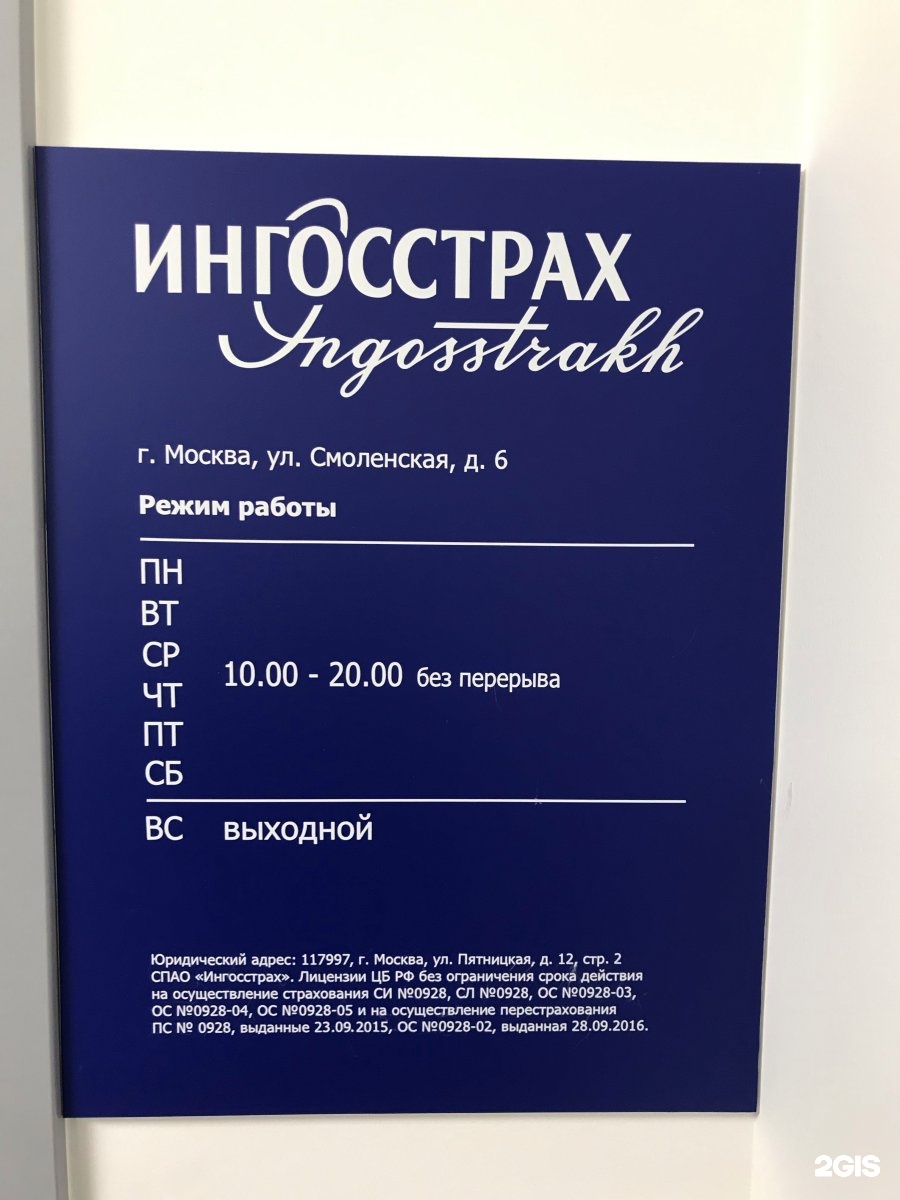 ИНГОССТРАХ
Ingosstrakh
г. Москва, ул. Смоленская, д. 6
Режим работы
ПН
ВТ
СР
10.00 - 20.00 без перерыва
ЧТ
ПТ
СБ
ВС выходной
Юридический адрес: 117997, г. Москва, ул. Пятницкая, д. 12, стр. 2
СПАО «Ингосстрах». Лицензии ЦБ РФ без ограничения срока действия
на осуществление страхования СИ №0928, СЛ №0928, ОС №0928-03,
ОС №0928-04, ОС №0928-05 и на осуществление перестрахования
ПС № 0928, выданные 23.09.2015, ОС №0928-02, выданная 28.09.2016.
2GIS